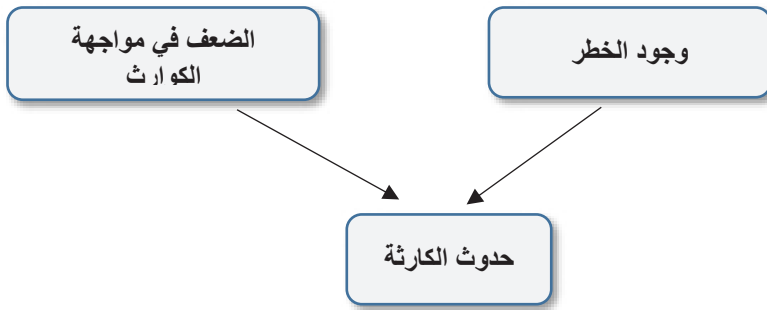 وجود الخطر
الضعف في مواجهة
الكوارث
حدوث الكارثة